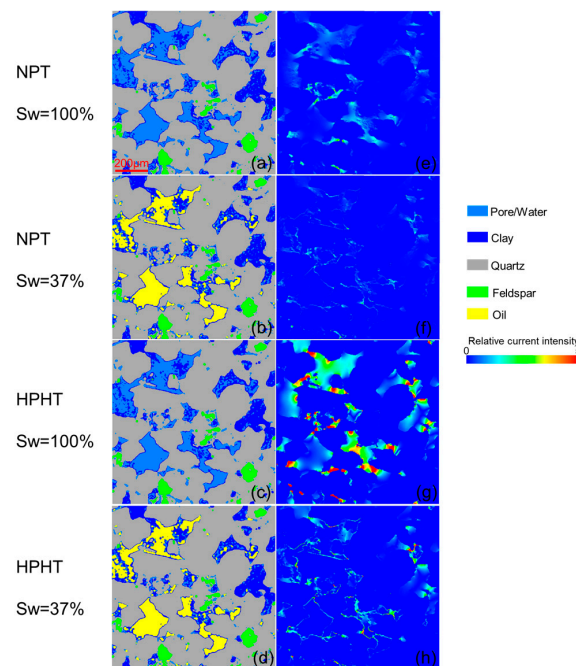 NPT
Sw=100%
200μm
(a)
(e)
NPT
Sw=37%
(b)
(f)
Pore/Water
Clay
Quartz
Feldspar
Oil
Relative current intensity
0
HPHT
Sw=100%
(c)
(g)
HPHT
Sw=37%
(d)
(h)